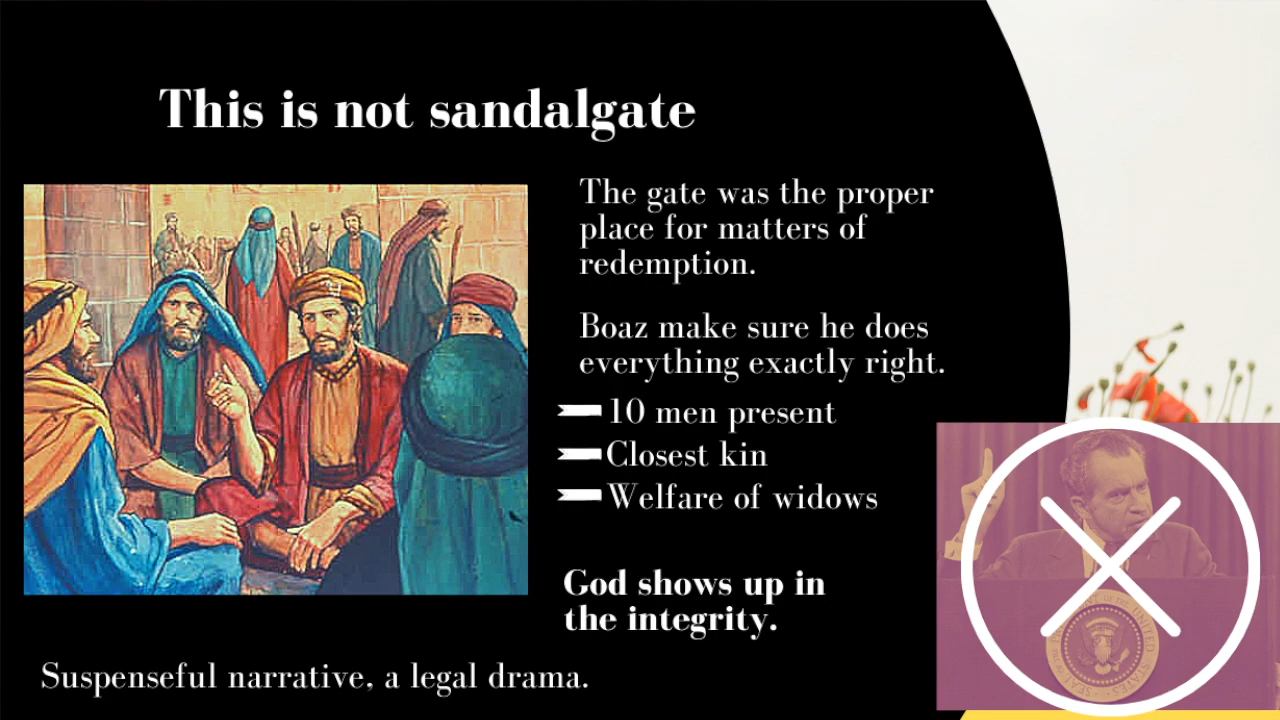 This is not sandalgate
The gate was the proper
place for matters of
redemption.
Boaz make sure he does
everything exactly right.
10 men present
Closest kin
Welfare of widows
God shows up in
the integrity.
Suspenseful narrative, a legal drama.